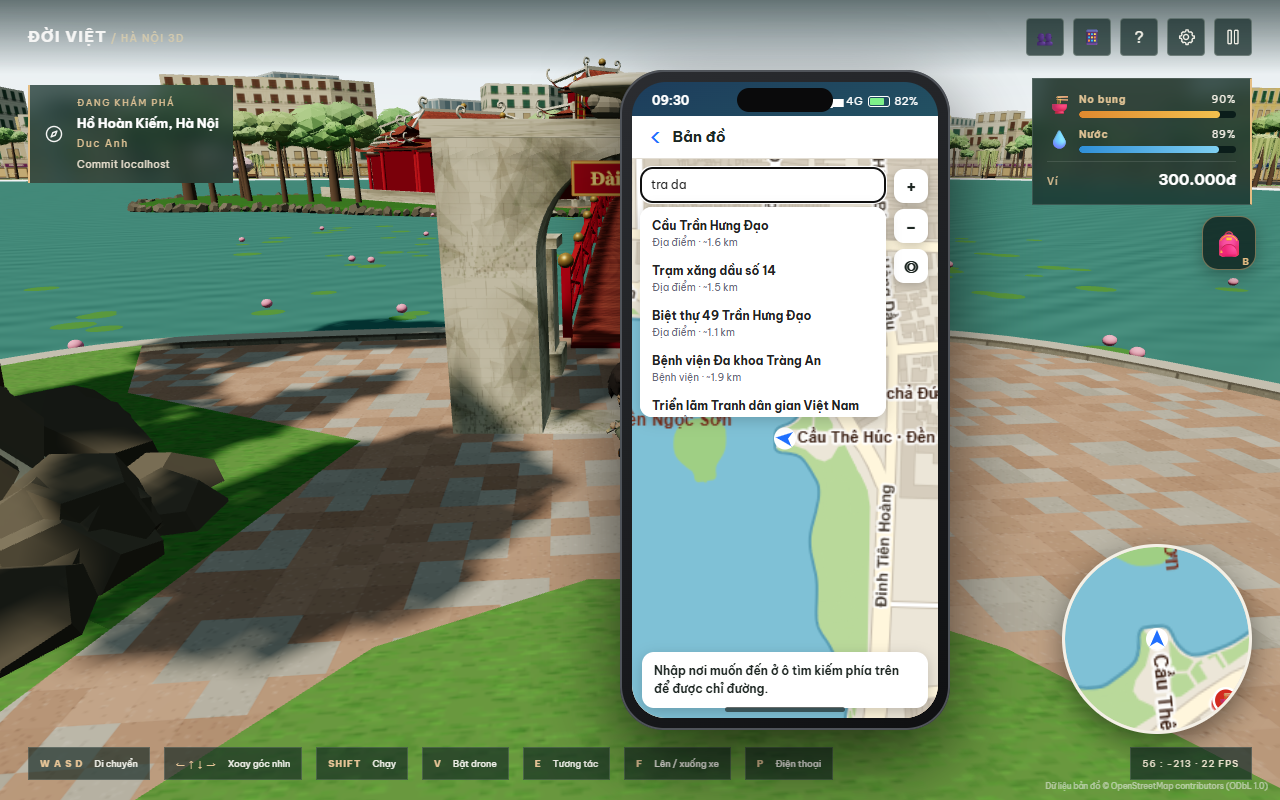 ĐỜI VIỆT / HÀ NỘI 3D
?
ĐANG KHÁM PHÁ
Hồ Hoàn Kiếm, Hà Nội
Duc Anh
Commit localhost
No bụng 90%
Nước 89%
Ví 300.000đ
B
Đài
09:30 4G 82%
Bản đồ
tra da
+
−
Cầu Trần Hưng Đạo
Địa điểm · ~1.6 km
Trạm xăng dầu số 14
Địa điểm · ~1.5 km
Biệt thự 49 Trần Hưng Đạo
Địa điểm · ~1.1 km
Bệnh viện Đa khoa Tràng An
Bệnh viện · ~1.9 km
Triển lãm Tranh dân gian Việt Nam
Ngọc Sơn
Cầu Thê Húc · Đền
Đinh Tiên Hoàng
Nhập nơi muốn đến ở ô tìm kiếm phía trên
để được chỉ đường.
Cầu Thê
W A S D Di chuyển
←↑↓→ Xoay góc nhìn
SHIFT Chạy
V Bật drone
E Tương tác
F Lên / xuống xe
P Điện thoại
56 : -213 · 22 FPS
Dữ liệu bản đồ © OpenStreetMap contributors (ODbL 1.0)